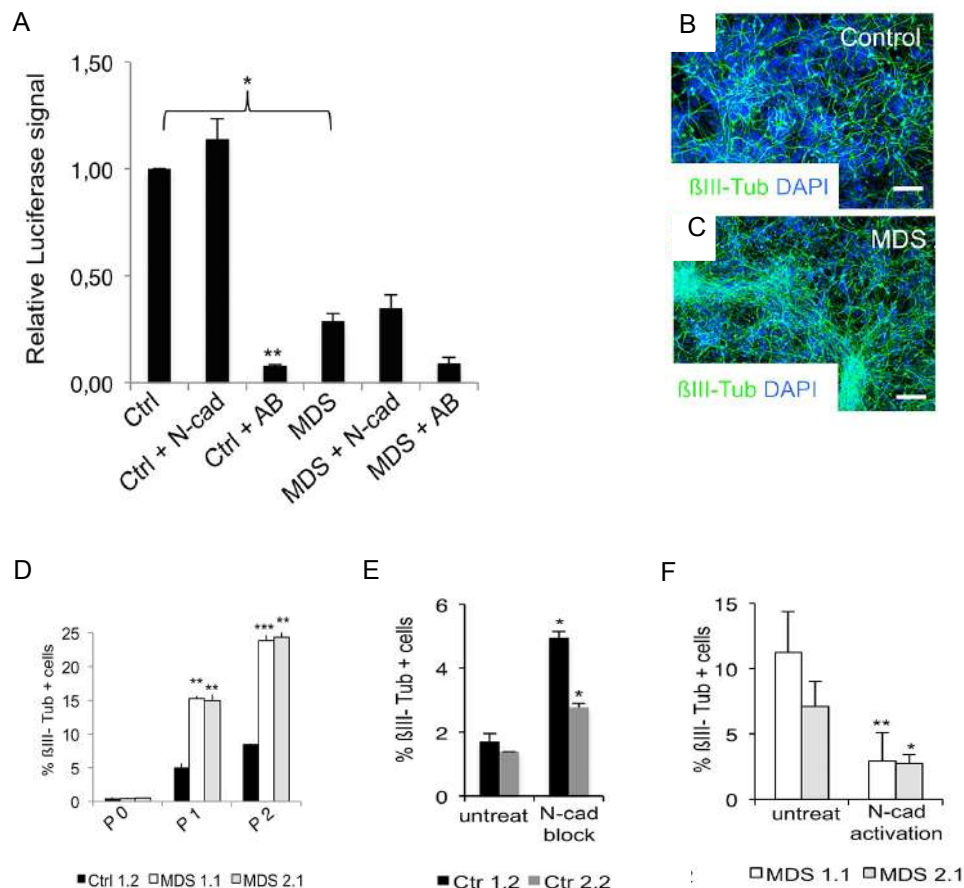 A
Relative Luciferase signal
1,50
1,00
0,50
0,00
*
**
Ctrl
Ctrl + N-cad
Ctrl + AB
MDS
MDS + N-cad
MDS + AB
B
Control
ßIII-Tub DAPI
C
MDS
ßIII-Tub DAPI
D
% ßIII- Tub + cells
25
20
15
10
5
0
** **
*** **
P 0
P 1
P 2
Ctrl 1.2 MDS 1.1 MDS 2.1
E
% ßIII- Tub + cells
6
4
2
0
*
*
untreat
N-cad
block
Ctr 1.2 Ctr 2.2
F
% ßIII- Tub + cells
15
10
5
0
**
*
untreat
N-cad
activation
MDS 1.1 MDS 2.1